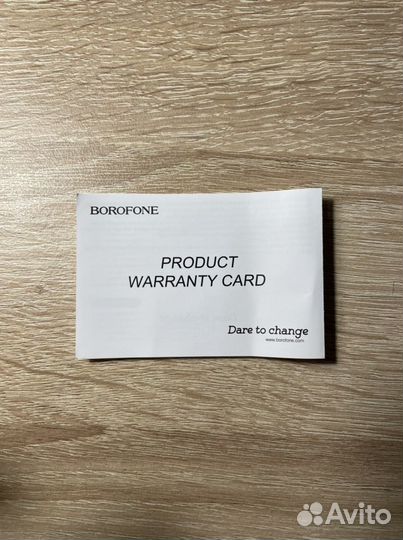 BOROFONE
PRODUCT
WARRANTY CARD
Dare to change
www.borofone.com
Avito